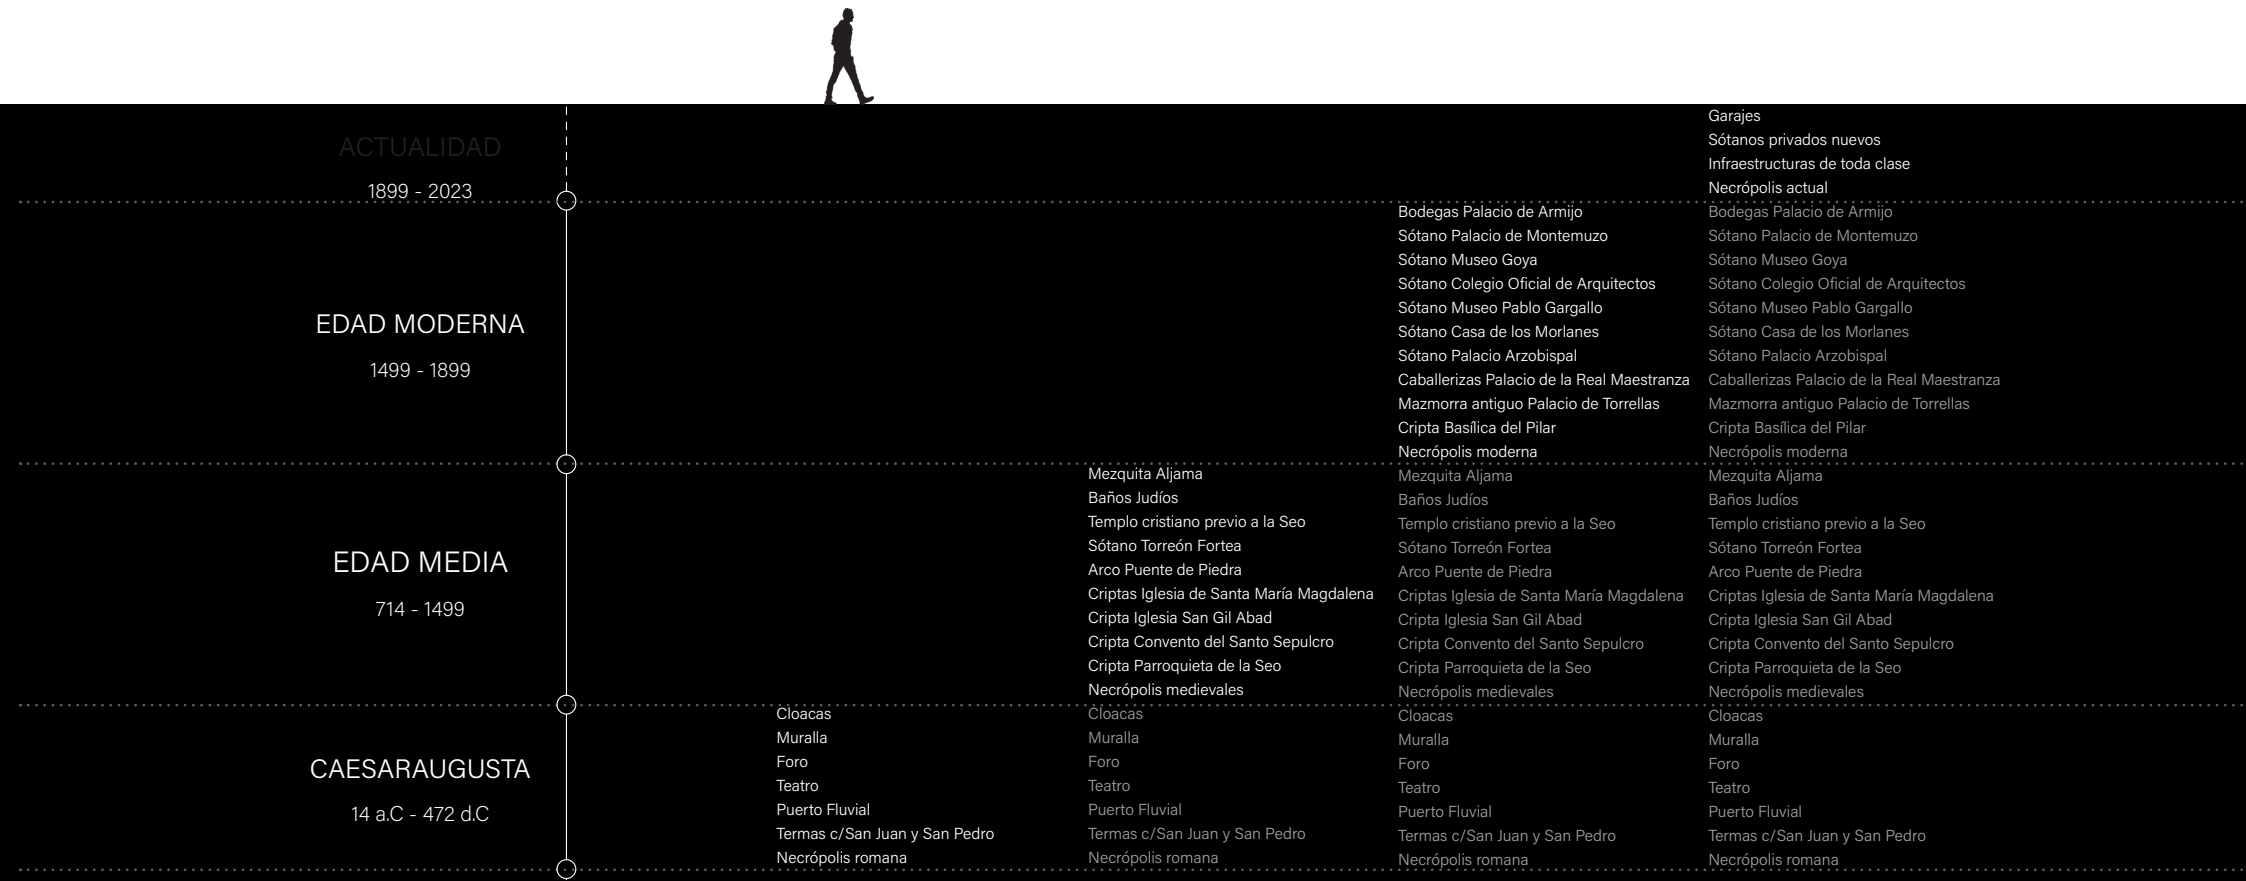 ACTUALIDAD
1899 - 2023
Garajes
Sótanos privados nuevos
Infraestructuras de toda clase
Necrópolis actual
EDAD MODERNA
1499 - 1899
Bodegas Palacio de Armijo
Sótano Palacio de Montemuzo
Sótano Museo Goya
Sótano Colegio Oficial de Arquitectos
Sótano Museo Pablo Gargallo
Sótano Casa de los Morlanes
Sótano Palacio Arzobispal
Caballerizas Palacio de la Real Maestranza
Mazmorra antiguo Palacio de Torrellas
Cripta Basílica del Pilar
Necrópolis moderna
Bodegas Palacio de Armijo
Sótano Palacio de Montemuzo
Sótano Museo Goya
Sótano Colegio Oficial de Arquitectos
Sótano Museo Pablo Gargallo
Sótano Casa de los Morlanes
Sótano Palacio Arzobispal
Caballerizas Palacio de la Real Maestranza
Mazmorra antiguo Palacio de Torrellas
Cripta Basílica del Pilar
Necrópolis moderna
EDAD MEDIA
714 - 1499
Mezquita Aljama
Baños Judíos
Templo cristiano previo a la Seo
Sótano Torreón Fortea
Arco Puente de Piedra
Criptas Iglesia de Santa María Magdalena
Cripta Iglesia San Gil Abad
Cripta Convento del Santo Sepulcro
Cripta Parroquieta de la Seo
Necrópolis medievales
Mezquita Aljama
Baños Judíos
Templo cristiano previo a la Seo
Sótano Torreón Fortea
Arco Puente de Piedra
Criptas Iglesia de Santa María Magdalena
Cripta Iglesia San Gil Abad
Cripta Convento del Santo Sepulcro
Cripta Parroquieta de la Seo
Necrópolis medievales
Mezquita Aljama
Baños Judíos
Templo cristiano previo a la Seo
Sótano Torreón Fortea
Arco Puente de Piedra
Criptas Iglesia de Santa María Magdalena
Cripta Iglesia San Gil Abad
Cripta Convento del Santo Sepulcro
Cripta Parroquieta de la Seo
Necrópolis medievales
CAESARAUGUSTA
14 a.C - 472 d.C
Cloacas
Muralla
Foro
Teatro
Puerto Fluvial
Termas c/San Juan y San Pedro
Necrópolis romana
Cloacas
Muralla
Foro
Teatro
Puerto Fluvial
Termas c/San Juan y San Pedro
Necrópolis romana
Cloacas
Muralla
Foro
Teatro
Puerto Fluvial
Termas c/San Juan y San Pedro
Necrópolis romana
Cloacas
Muralla
Foro
Teatro
Puerto Fluvial
Termas c/San Juan y San Pedro
Necrópolis romana